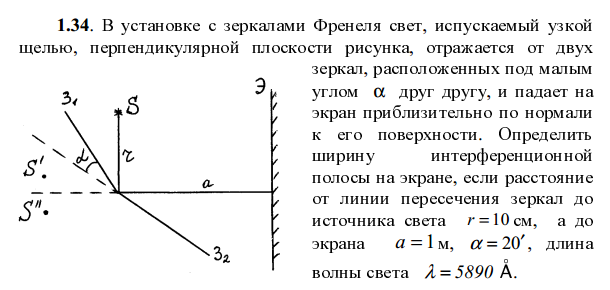 1.34. В установке с зеркалами Френеля свет, испускаемый узкой
щелью, перпендикулярной плоскости рисунка, отражается от двух
зеркал, расположенных под малым
углом α друг другу, и падает на
экран приблизительно по нормали
к его поверхности. Определить
ширину интерференционной
полосы на экране, если расстояние
от линии пересечения зеркал до
источника света r = 10 см, а до
экрана a = 1 м, α = 20′, длина
волны света λ = 5890 Å.
З₁
S
Э
α
r
S'
a
S''
З₂